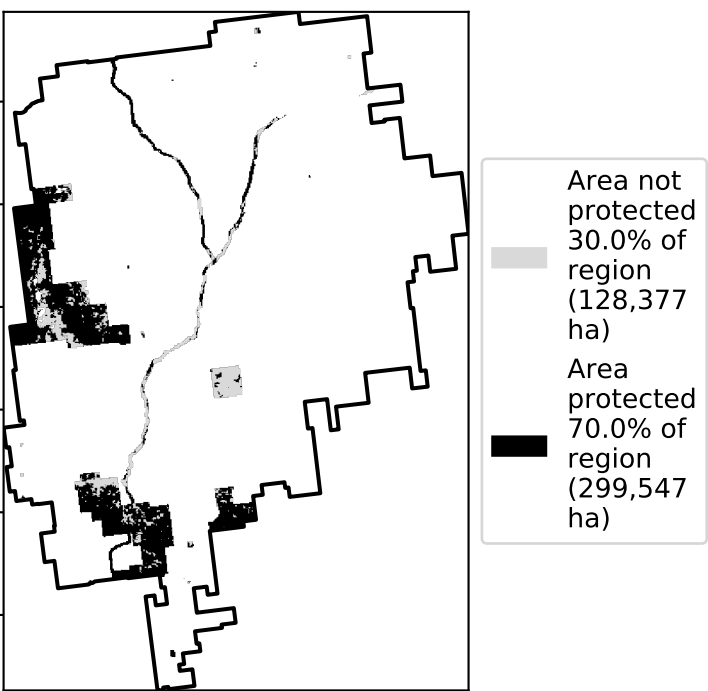 Area not
protected
30.0% of
region
(128,377
ha)
Area
protected
70.0% of
region
(299,547
ha)